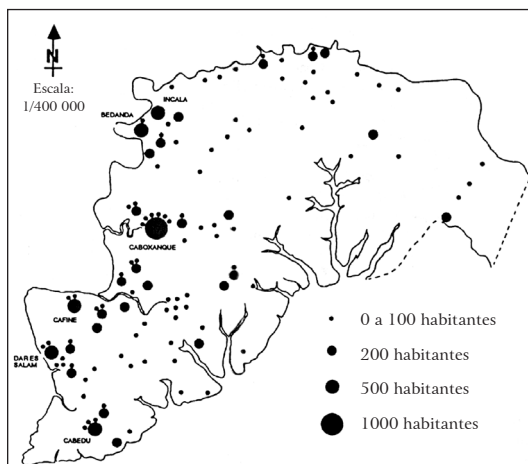 N
Escala:
1/400 000
INCALA
BEDANDA
CABOXANQUE
CAFINE
DARES
SALAM
CABEDU
0 a 100 habitantes
200 habitantes
500 habitantes
1000 habitantes